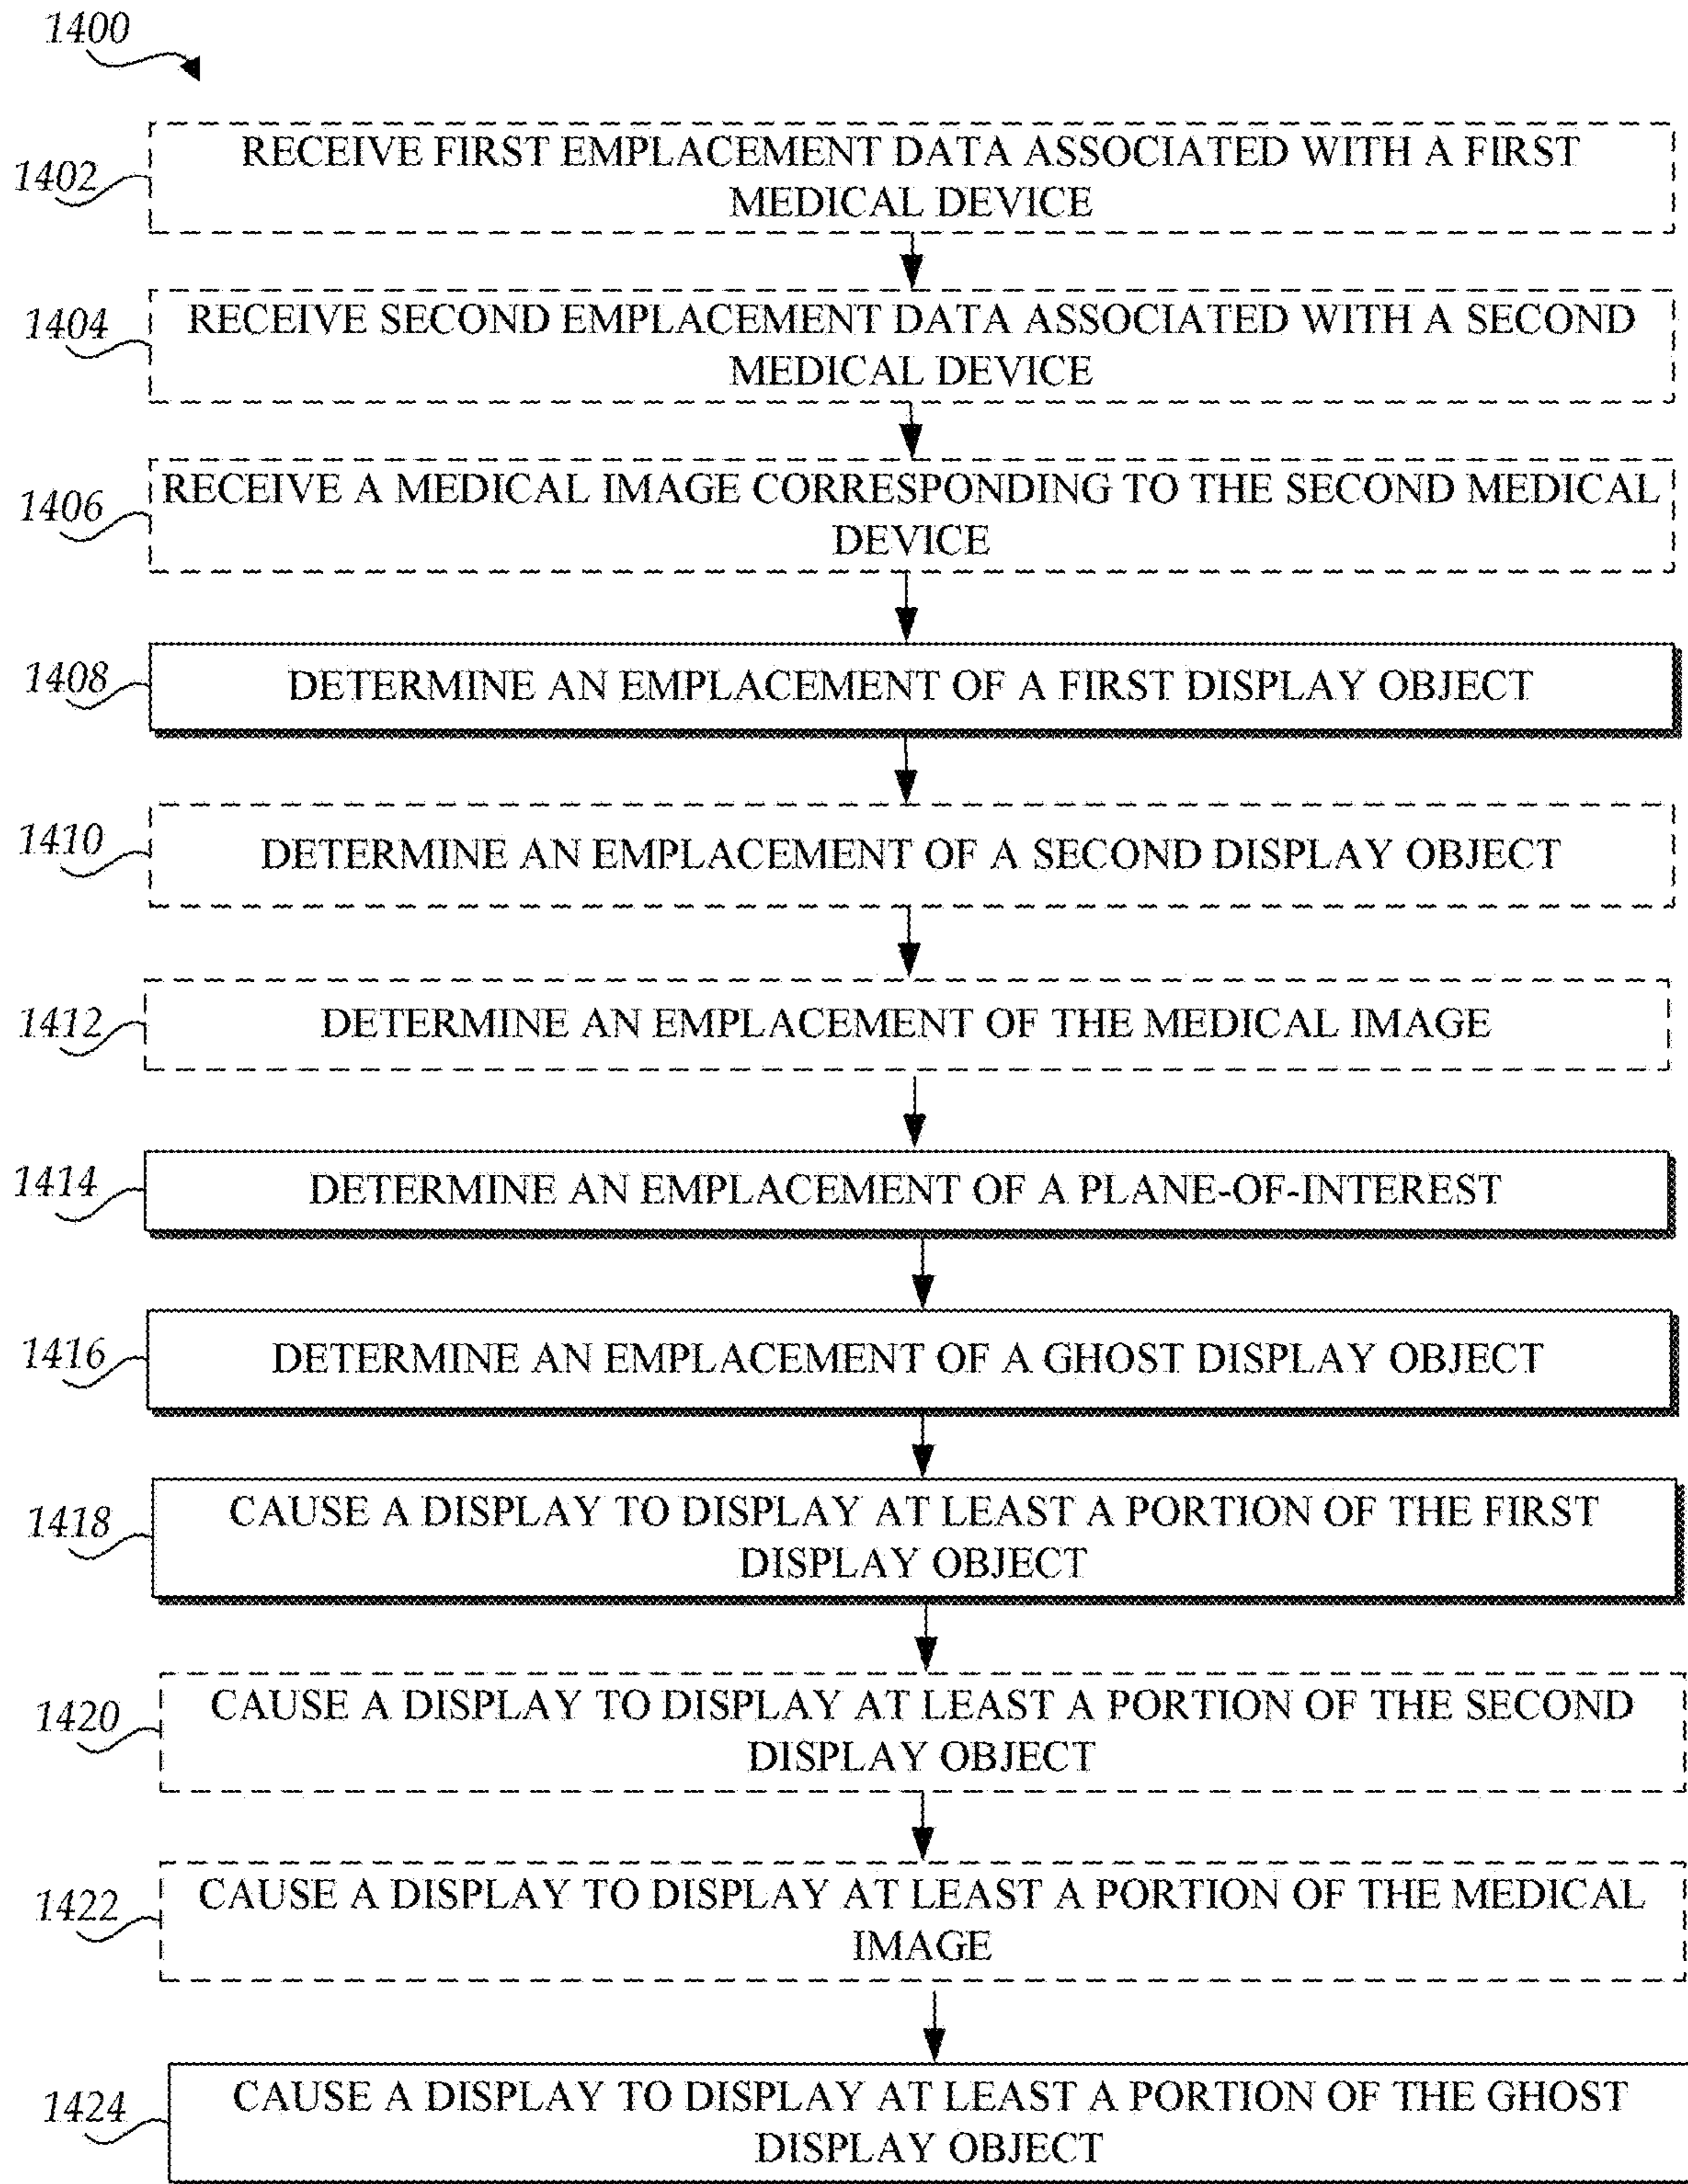 1400
1402
RECEIVE FIRST EMPLACEMENT DATA ASSOCIATED WITH A FIRST
MEDICAL DEVICE
1404
RECEIVE SECOND EMPLACEMENT DATA ASSOCIATED WITH A SECOND
MEDICAL DEVICE
1406
RECEIVE A MEDICAL IMAGE CORRESPONDING TO THE SECOND MEDICAL
DEVICE
1408
DETERMINE AN EMPLACEMENT OF A FIRST DISPLAY OBJECT
1410
DETERMINE AN EMPLACEMENT OF A SECOND DISPLAY OBJECT
1412
DETERMINE AN EMPLACEMENT OF THE MEDICAL IMAGE
1414
DETERMINE AN EMPLACEMENT OF A PLANE-OF-INTEREST
1416
DETERMINE AN EMPLACEMENT OF A GHOST DISPLAY OBJECT
1418
CAUSE A DISPLAY TO DISPLAY AT LEAST A PORTION OF THE FIRST
DISPLAY OBJECT
1420
CAUSE A DISPLAY TO DISPLAY AT LEAST A PORTION OF THE SECOND
DISPLAY OBJECT
1422
CAUSE A DISPLAY TO DISPLAY AT LEAST A PORTION OF THE MEDICAL
IMAGE
1424
CAUSE A DISPLAY TO DISPLAY AT LEAST A PORTION OF THE GHOST
DISPLAY OBJECT